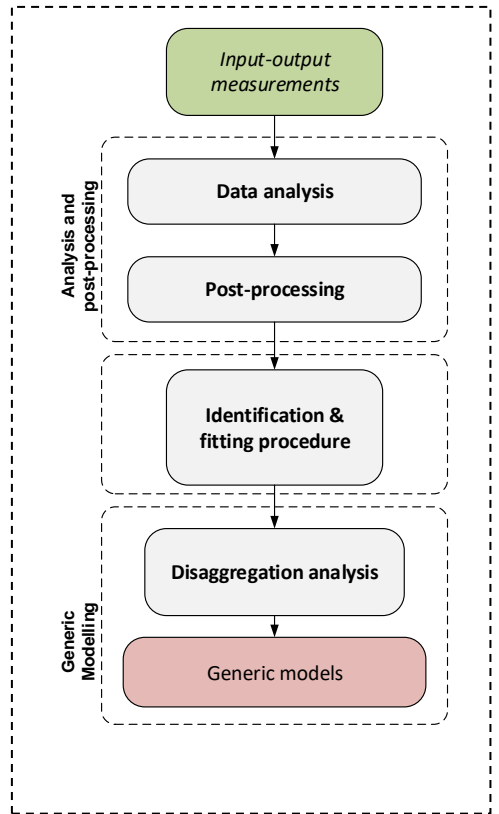 Input-output
measurements
Analysis and
post-processing
Data analysis
Post-processing
Identification &
fitting procedure
Generic
Modelling
Disaggregation analysis
Generic models